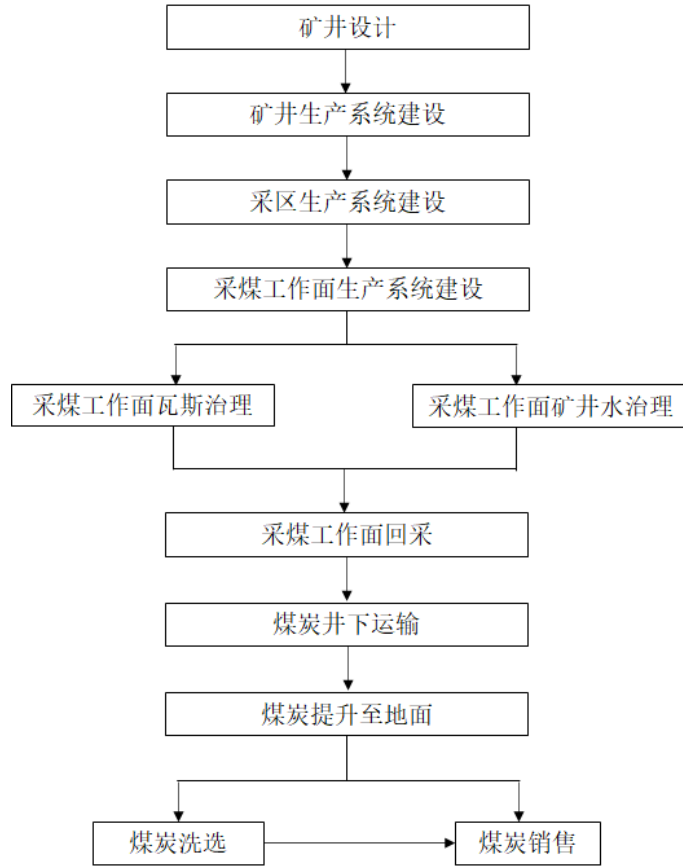 矿井设计
矿井生产系统建设
采区生产系统建设
采煤工作面生产系统建设
采煤工作面瓦斯治理
采煤工作面矿井水治理
采煤工作面回采
煤炭井下运输
煤炭提升至地面
煤炭洗选
煤炭销售